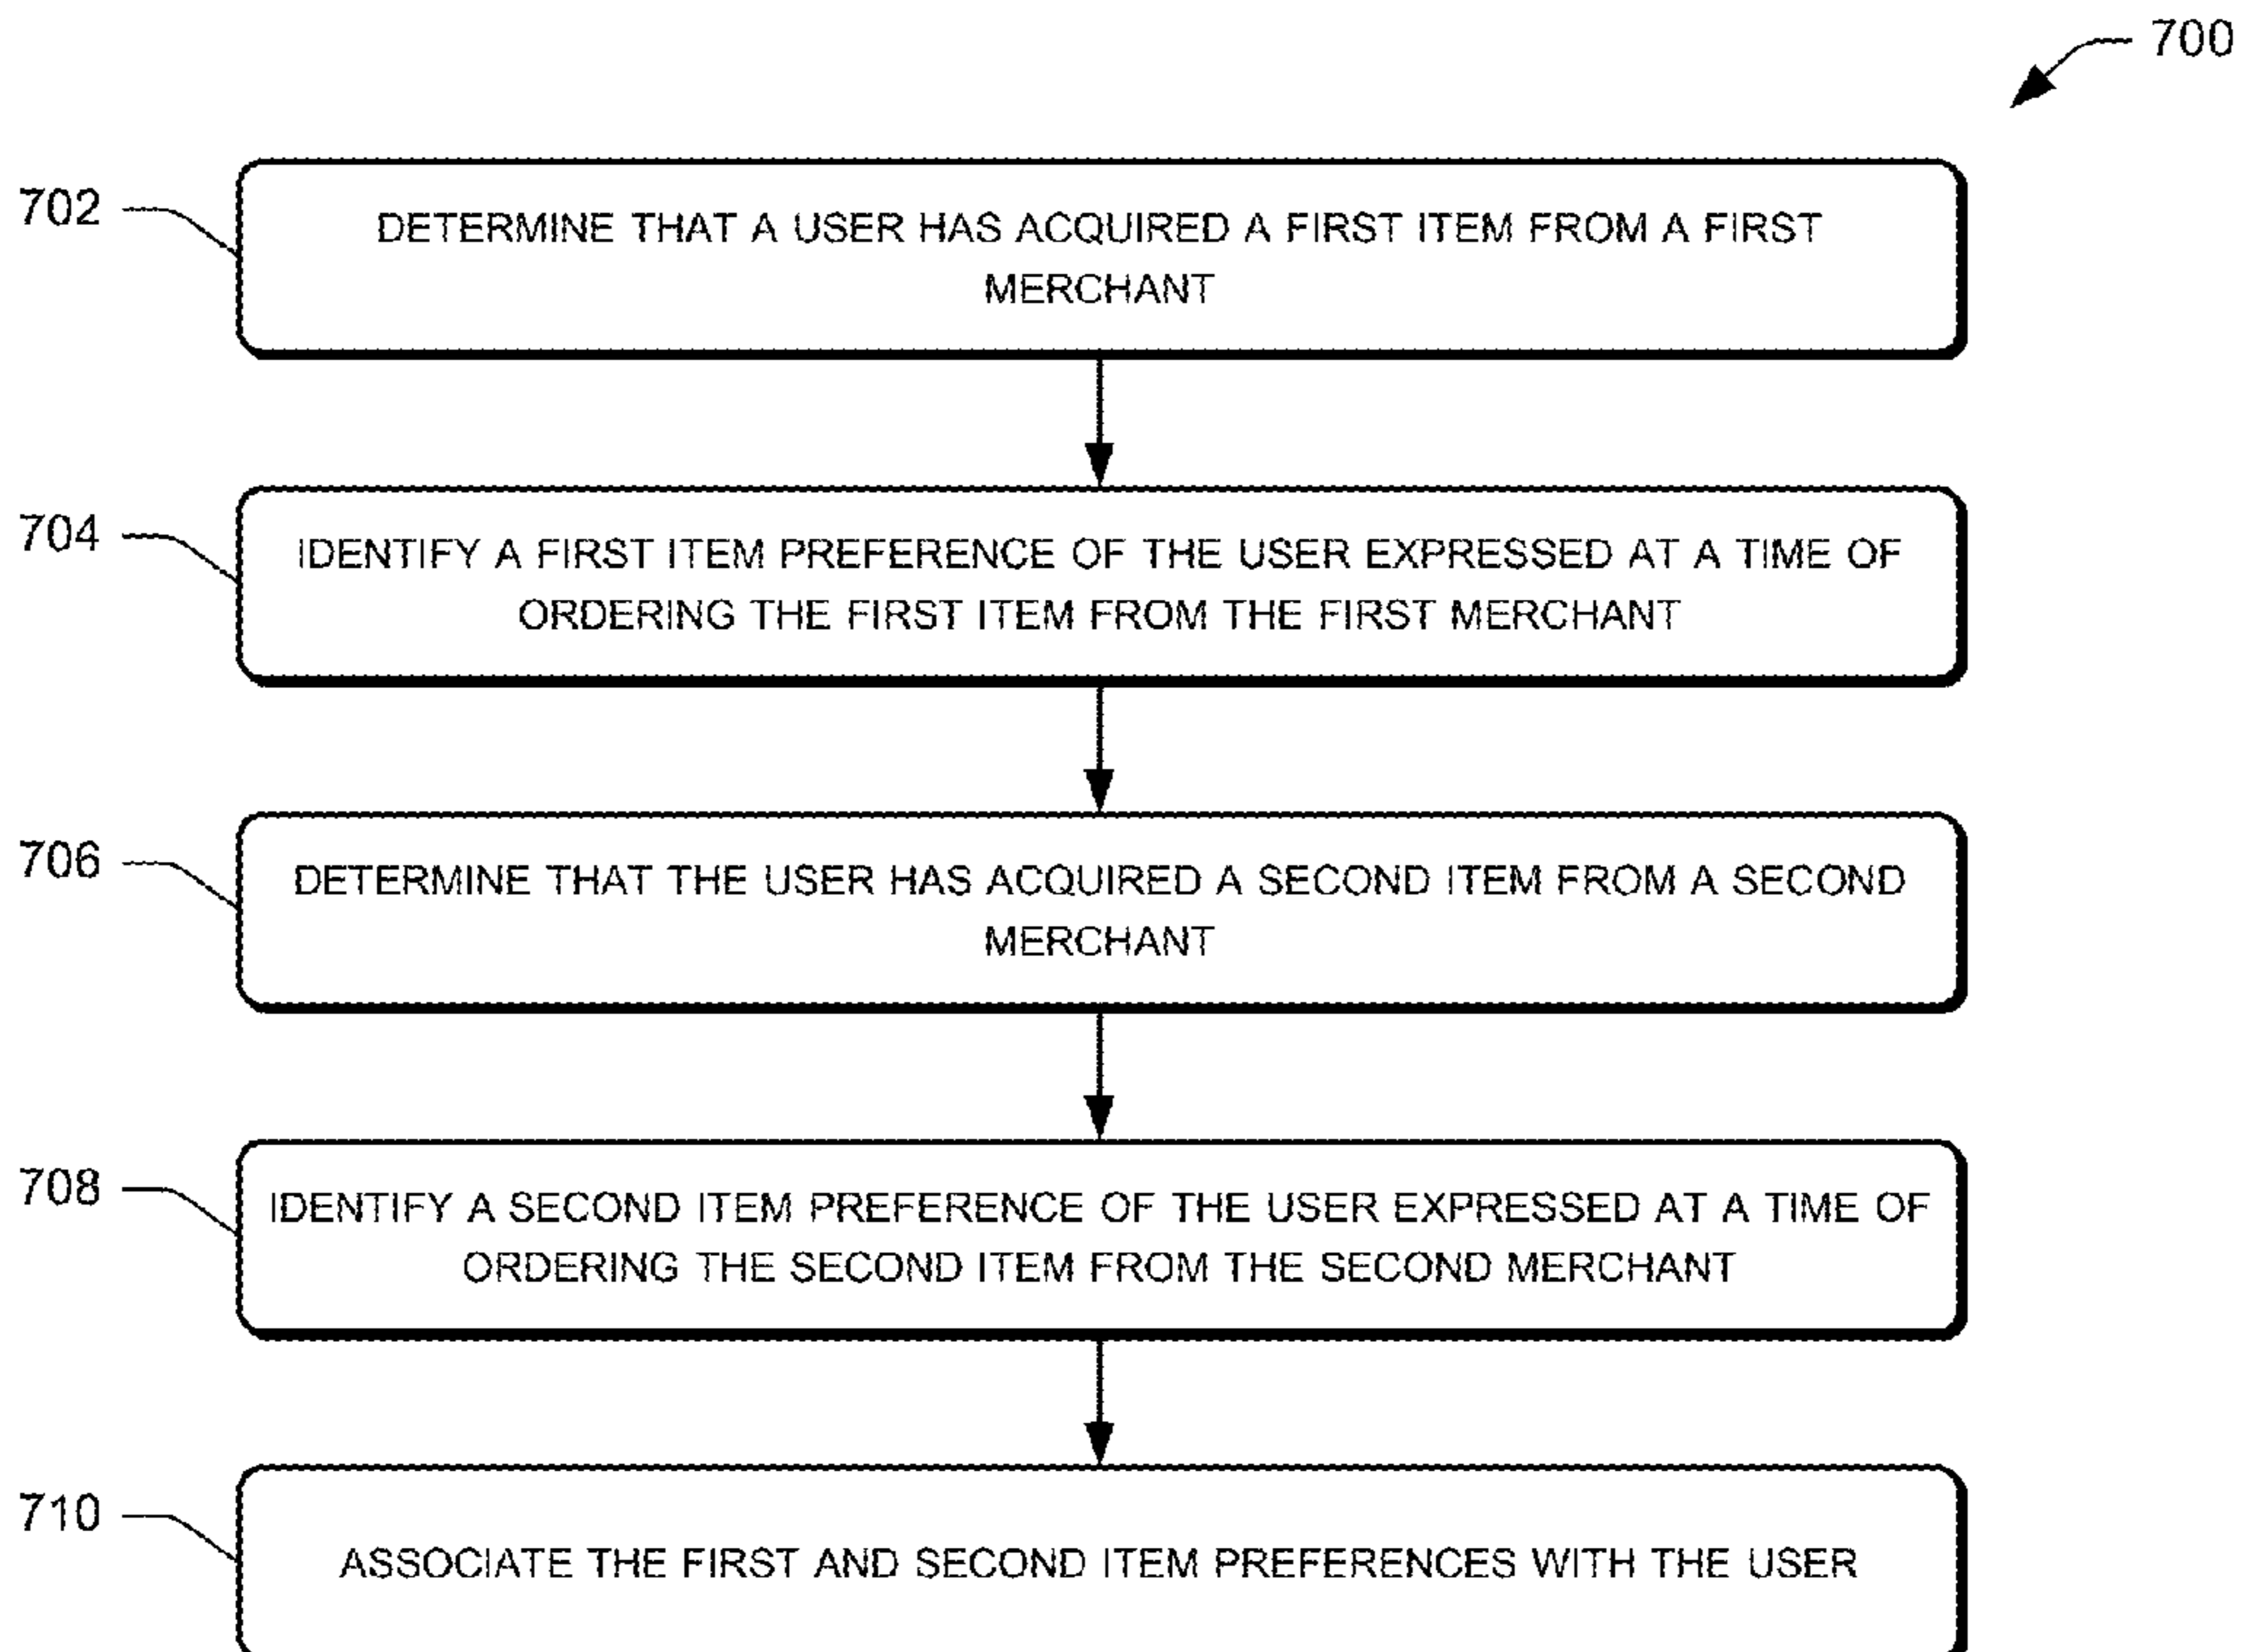 700
702
DETERMINE THAT A USER HAS ACQUIRED A FIRST ITEM FROM A FIRST
MERCHANT
704
IDENTIFY A FIRST ITEM PREFERENCE OF THE USER EXPRESSED AT A TIME OF
ORDERING THE FIRST ITEM FROM THE FIRST MERCHANT
706
DETERMINE THAT THE USER HAS ACQUIRED A SECOND ITEM FROM A SECOND
MERCHANT
708
IDENTIFY A SECOND ITEM PREFERENCE OF THE USER EXPRESSED AT A TIME OF
ORDERING THE SECOND ITEM FROM THE SECOND MERCHANT
710
ASSOCIATE THE FIRST AND SECOND ITEM PREFERENCES WITH THE USER